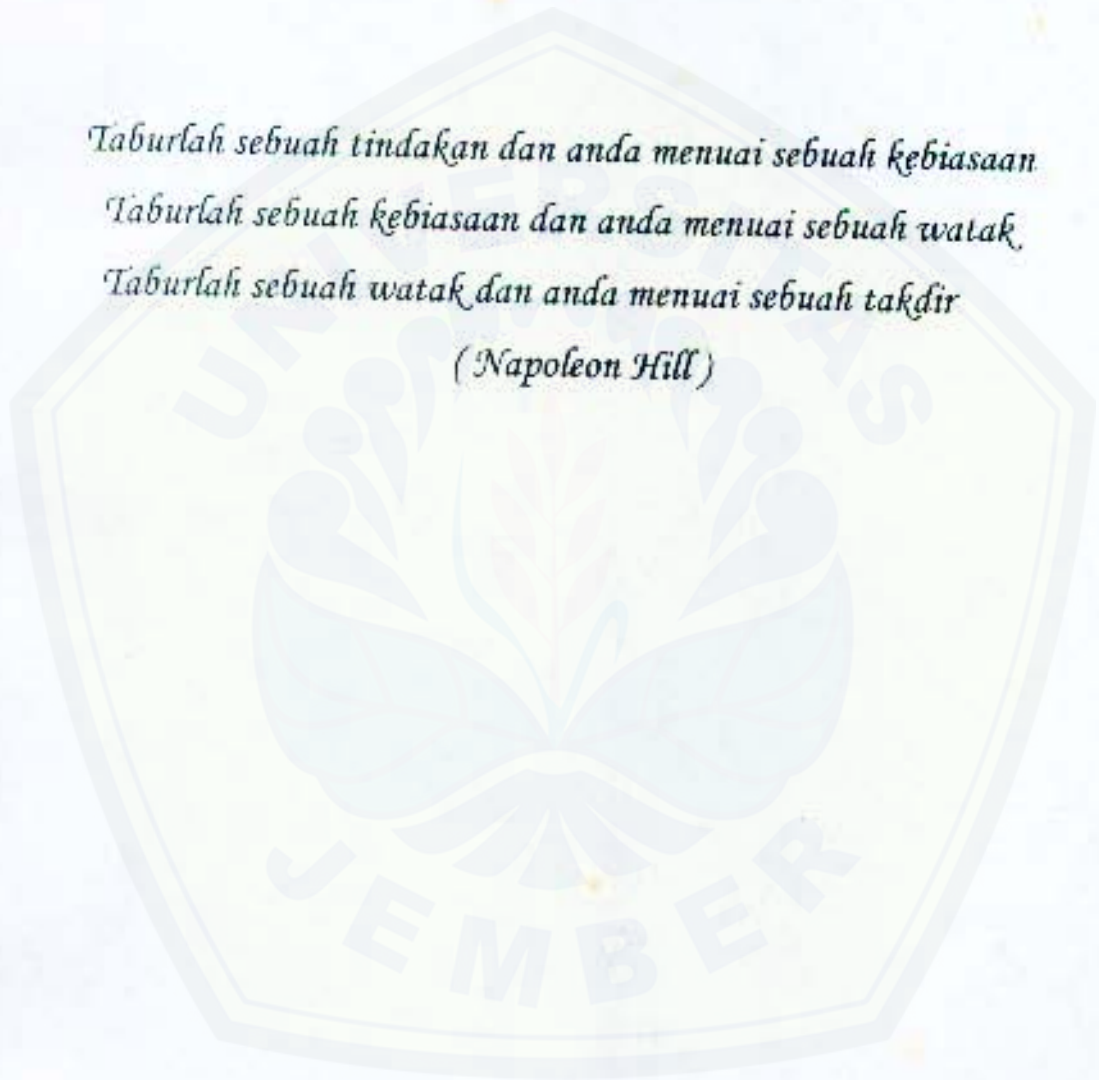 Taburlah sebuah tindakan dan anda menuai sebuah kebiasaan
Taburlah sebuah kebiasaan dan anda menuai sebuah watak
Taburlah sebuah watak dan anda menuai sebuah takdir
( Napoleon Hill )
UNIVERSITAS
JEMBER